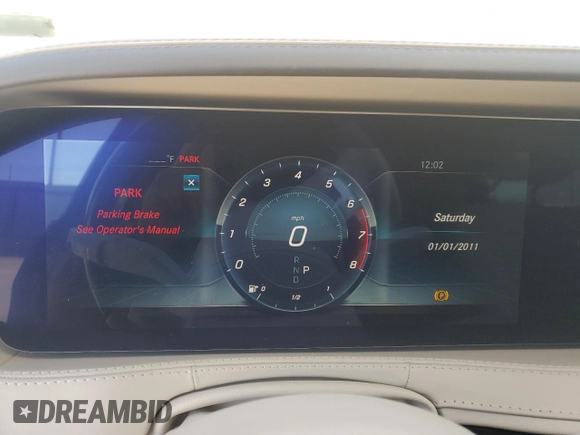 ___°F PARK
12:02
PARK
Parking Brake
See Operator's Manual
0 1 2 3 4 5 6 7 8
mph
0
R
N P
D
0 1/2 1
Saturday
01/01/2011
P
DREAMBID